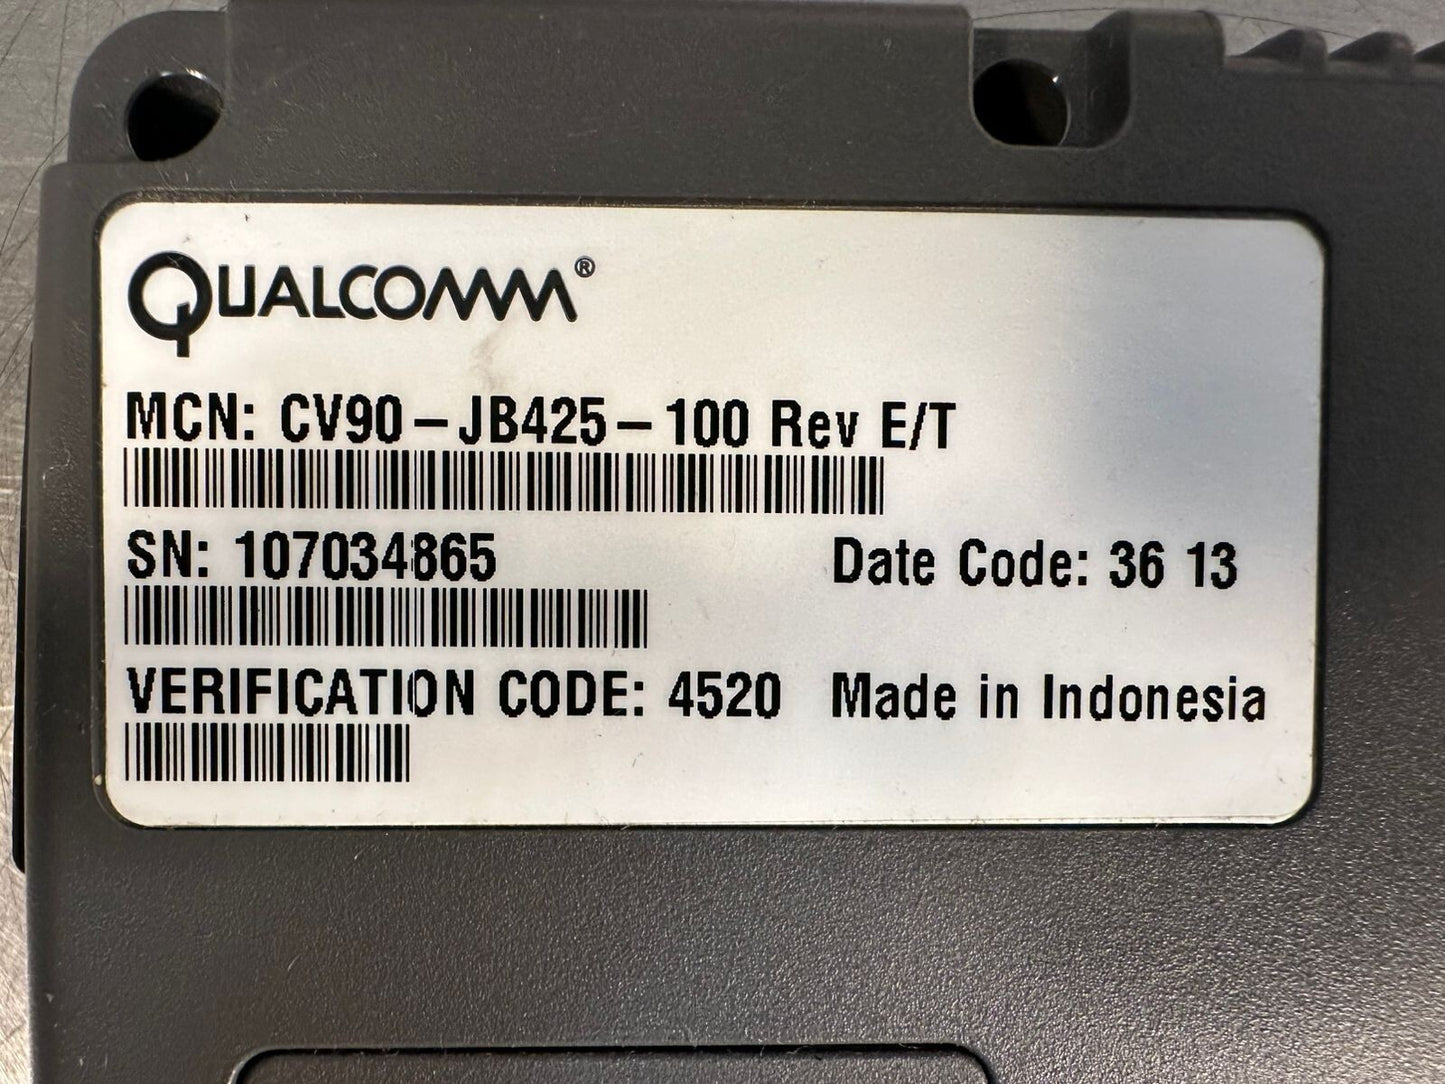 QUALCOMM®
MCN: CV90-JB425-100 Rev E/T
SN: 107034865 Date Code: 36 13
VERIFICATION CODE: 4520 Made in Indonesia